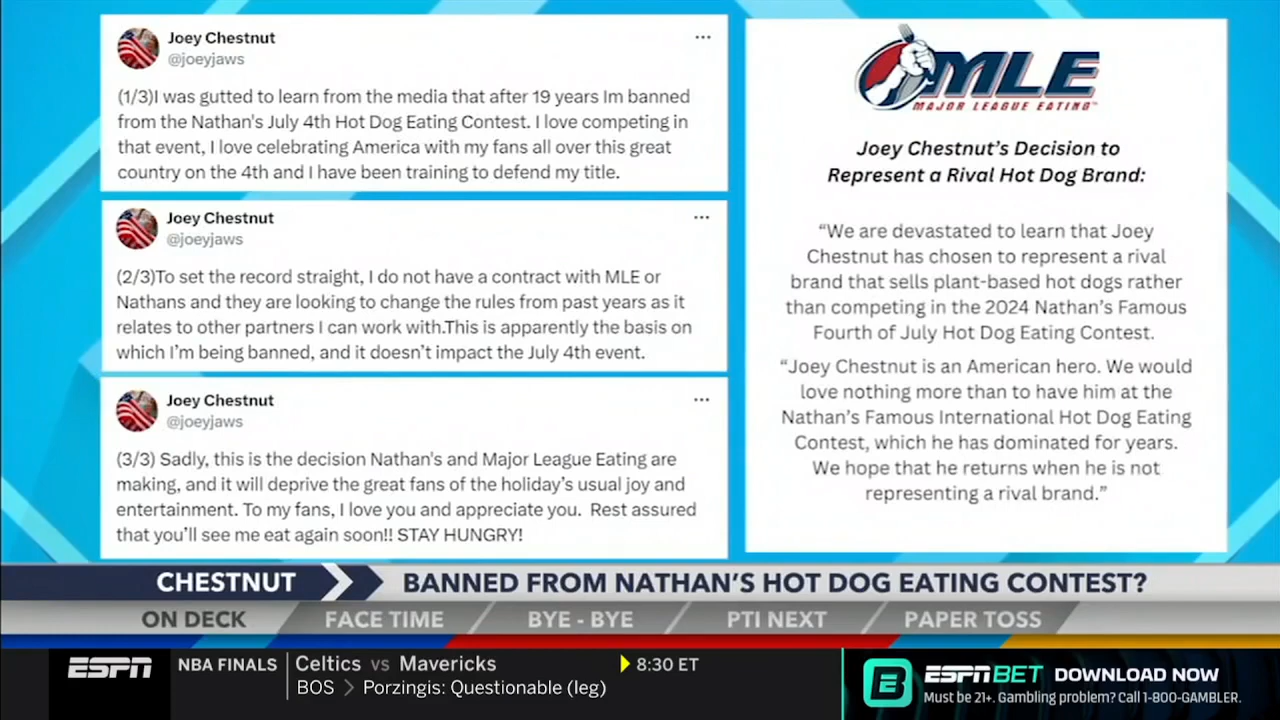 Joey Chestnut
@joeyjaws
(1/3)I was gutted to learn from the media that after 19 years Im banned
from the Nathan's July 4th Hot Dog Eating Contest. I love competing in
that event, I love celebrating America with my fans all over this great
country on the 4th and I have been training to defend my title.
Joey Chestnut
@joeyjaws
(2/3)To set the record straight, I do not have a contract with MLE or
Nathans and they are looking to change the rules from past years as it
relates to other partners I can work with.This is apparently the basis on
which I'm being banned, and it doesn't impact the July 4th event.
Joey Chestnut
@joeyjaws
(3/3) Sadly, this is the decision Nathan's and Major League Eating are
making, and it will deprive the great fans of the holiday's usual joy and
entertainment. To my fans, I love you and appreciate you.  Rest assured
that you'll see me eat again soon!! STAY HUNGRY!
MLE
MAJOR LEAGUE EATING™
Joey Chestnut's Decision to
Represent a Rival Hot Dog Brand:
“We are devastated to learn that Joey
Chestnut has chosen to represent a rival
brand that sells plant-based hot dogs rather
than competing in the 2024 Nathan's Famous
Fourth of July Hot Dog Eating Contest.
“Joey Chestnut is an American hero. We would
love nothing more than to have him at the
Nathan's Famous International Hot Dog Eating
Contest, which he has dominated for years.
We hope that he returns when he is not
representing a rival brand.”
CHESTNUT
BANNED FROM NATHAN'S HOT DOG EATING CONTEST?
ON DECK
FACE TIME
BYE - BYE
PTI NEXT
PAPER TOSS
ESPN
NBA FINALS
Celtics vs Mavericks
8:30 ET
BOS > Porzingis: Questionable (leg)
ESPN BET DOWNLOAD NOW
Must be 21+. Gambling problem? Call 1-800-GAMBLER.